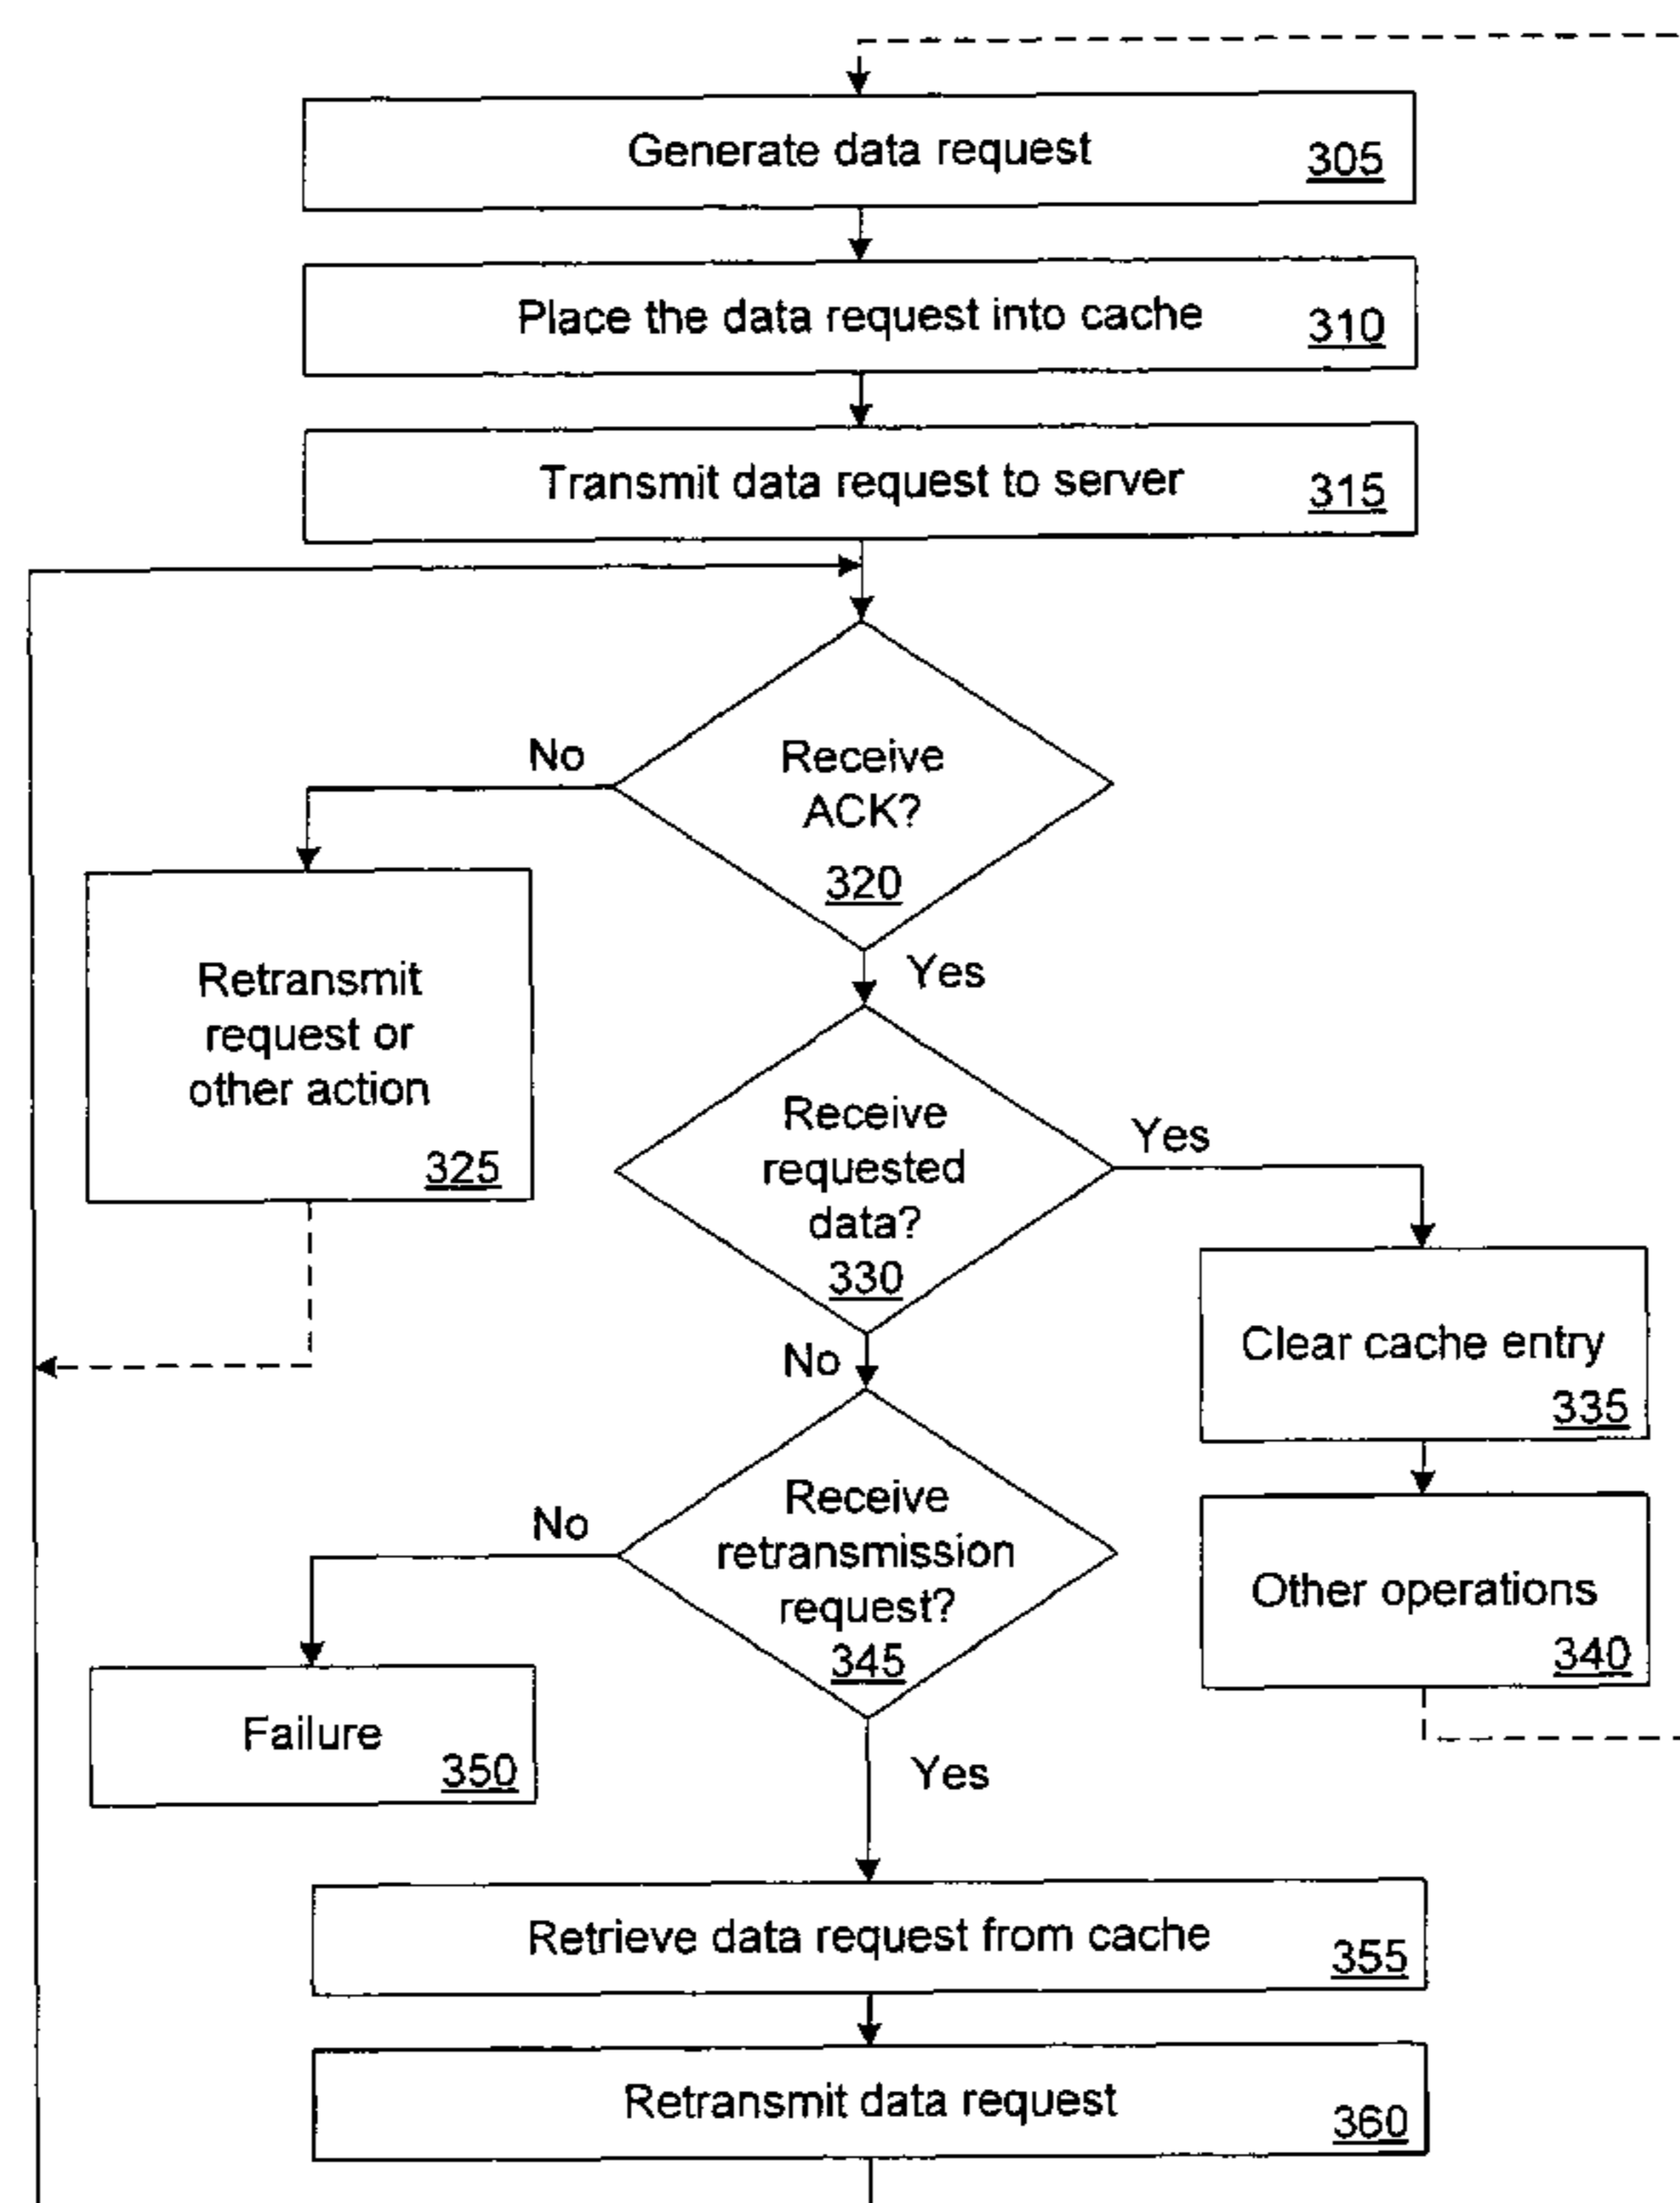 Generate data request
305
Place the data request into cache
310
Transmit data request to server
315
No
Receive
ACK?
320
Yes
Retransmit
request or
other action
325
Receive
requested
data?
330
Yes
No
Clear cache entry
335
Receive
retransmission
request?
345
No
Other operations
340
Failure
350
Yes
Retrieve data request from cache
355
Retransmit data request
360